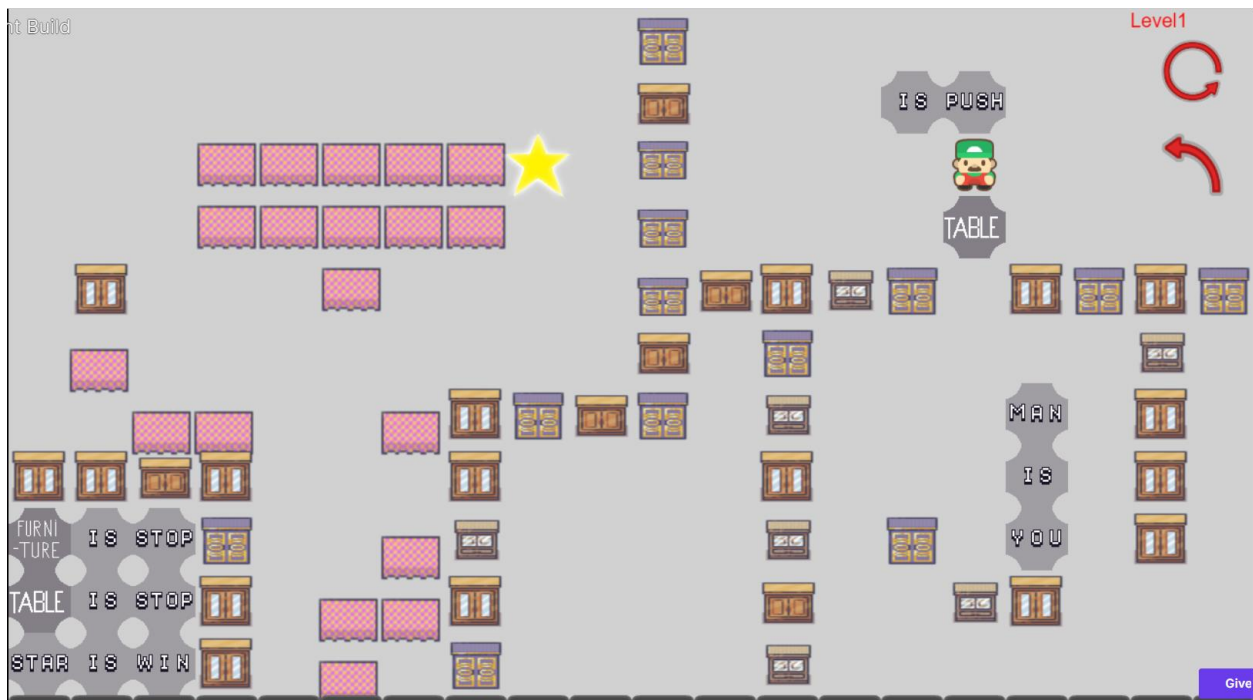 nt Build
Level1
IS PUSH
TABLE
MAN
IS
YOU
FURNI
-TURE IS STOP
TABLE IS STOP
STAR IS WIN
Give